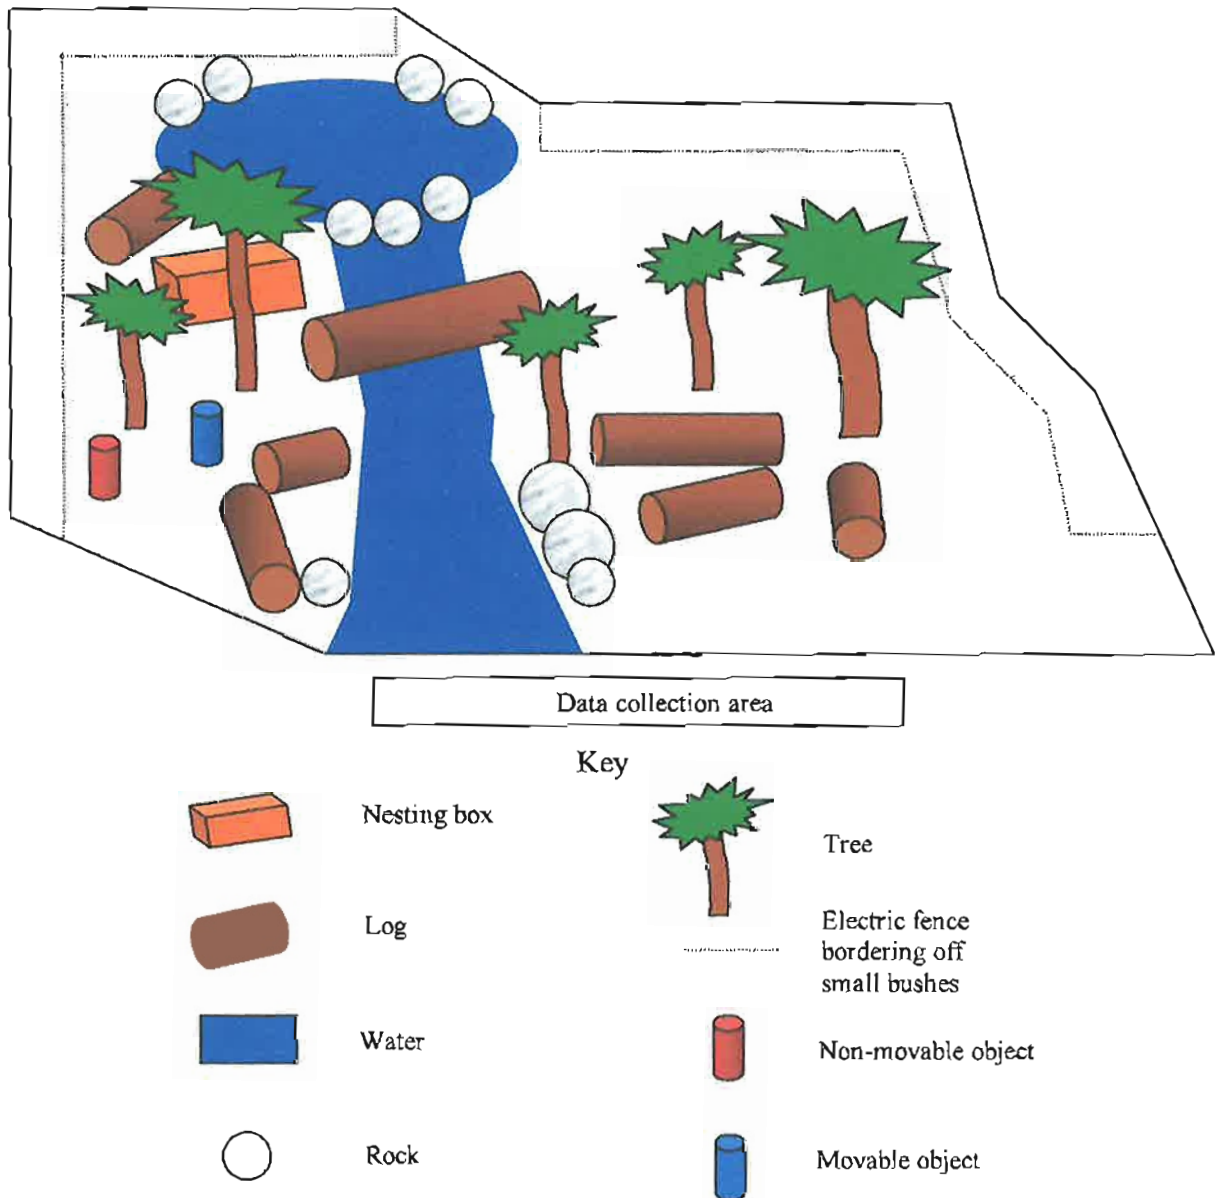 Data collection area
Key
Nesting box
Tree
Log
Electric fence
bordering off
small bushes
Water
Non-movable object
Rock
Movable object